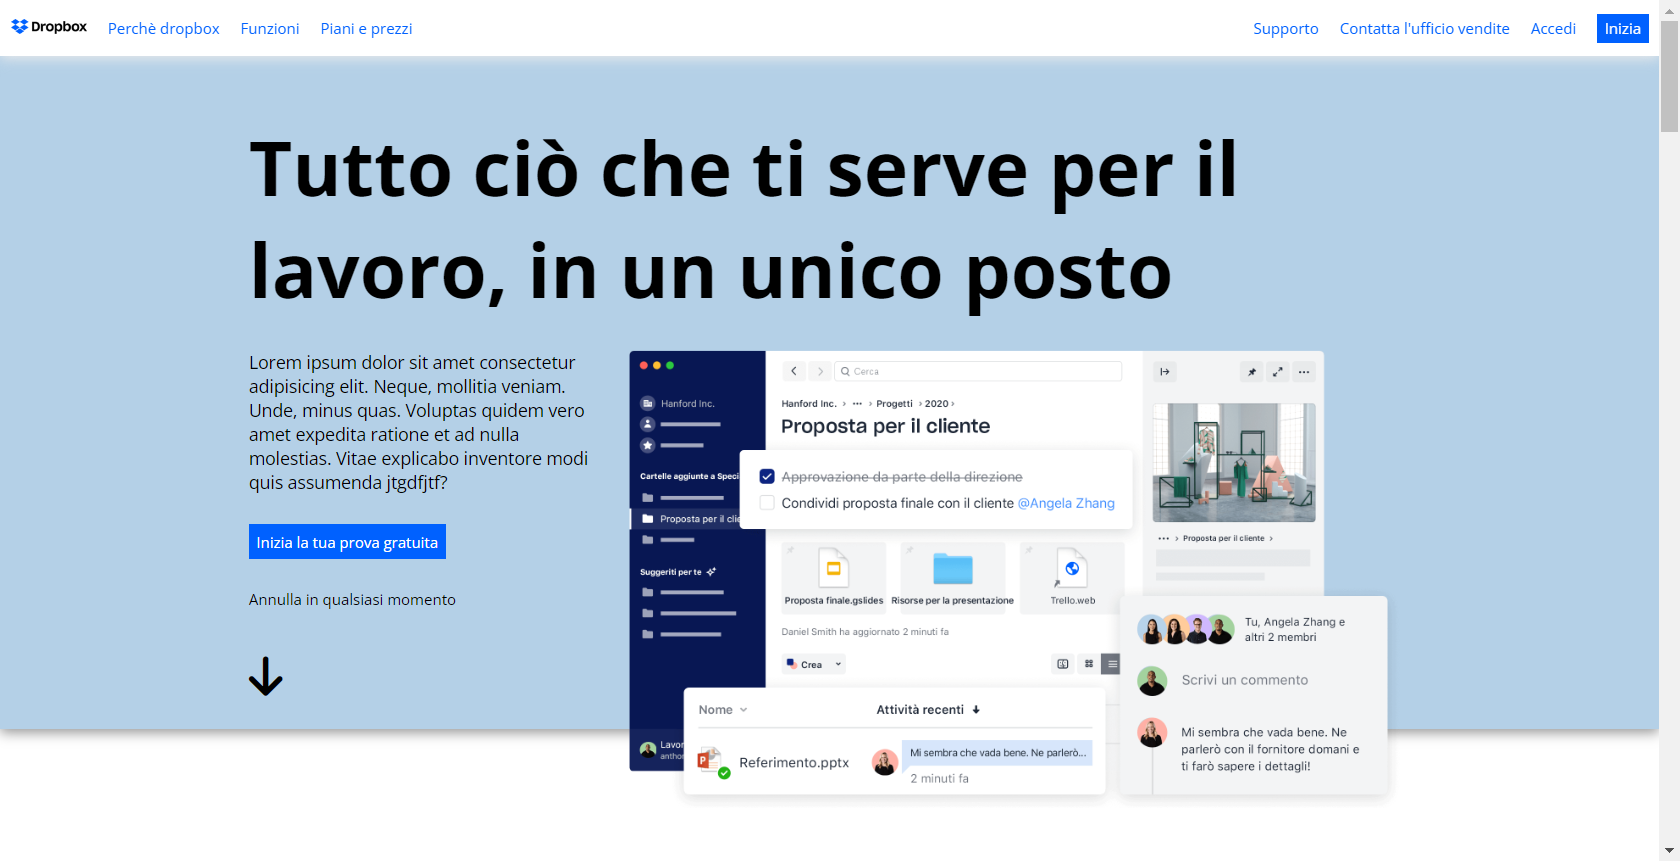 Dropbox Perchè dropbox Funzioni Piani e prezzi Supporto Contatta l'ufficio vendite Accedi Inizia
Tutto ciò che ti serve per il
lavoro, in un unico posto
Lorem ipsum dolor sit amet consectetur
adipisicing elit. Neque, mollitia veniam.
Unde, minus quas. Voluptas quidem vero
amet expedita ratione et ad nulla
molestias. Vitae explicabo inventore modi
quis assumenda jtgdfjtf?
Inizia la tua prova gratuita
Annulla in qualsiasi momento
Hanford Inc.
Cartelle aggiunte a Speci
Proposta per il clie
Suggeriti per te
Lavor
anthor
Cerca
Hanford Inc. › ··· › Progetti › 2020 ›
Proposta per il cliente
Approvazione da parte della direzione
Condividi proposta finale con il cliente @Angela Zhang
Proposta finale.gslides
Risorse per la presentazione
Trello.web
Daniel Smith ha aggiornato 2 minuti fa
Crea
Nome
Attività recenti
Referimento.pptx
Mi sembra che vada bene. Ne parlerò...
2 minuti fa
··· › Proposta per il cliente ›
Tu, Angela Zhang e
altri 2 membri
Scrivi un commento
Mi sembra che vada bene. Ne
parlerò con il fornitore domani e
ti farò sapere i dettagli!